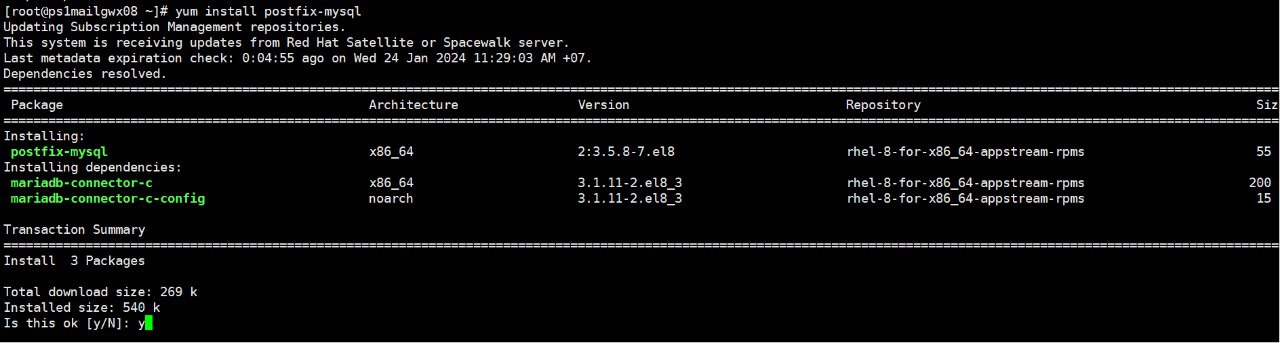 [root@ps1mailgwx08 ~]# yum install postfix-mysql
Updating Subscription Management repositories.
This system is receiving updates from Red Hat Satellite or Spacewalk server.
Last metadata expiration check: 0:04:55 ago on Wed 24 Jan 2024 11:29:03 AM +07.
Dependencies resolved.
Package Architecture Version Repository Siz
Installing:
postfix-mysql x86_64 2:3.5.8-7.el8 rhel-8-for-x86_64-appstream-rpms 55
Installing dependencies:
mariadb-connector-c x86_64 3.1.11-2.el8_3 rhel-8-for-x86_64-appstream-rpms 200
mariadb-connector-c-config noarch 3.1.11-2.el8_3 rhel-8-for-x86_64-appstream-rpms 15
Transaction Summary
Install 3 Packages
Total download size: 269 k
Installed size: 540 k
Is this ok [y/N]: y